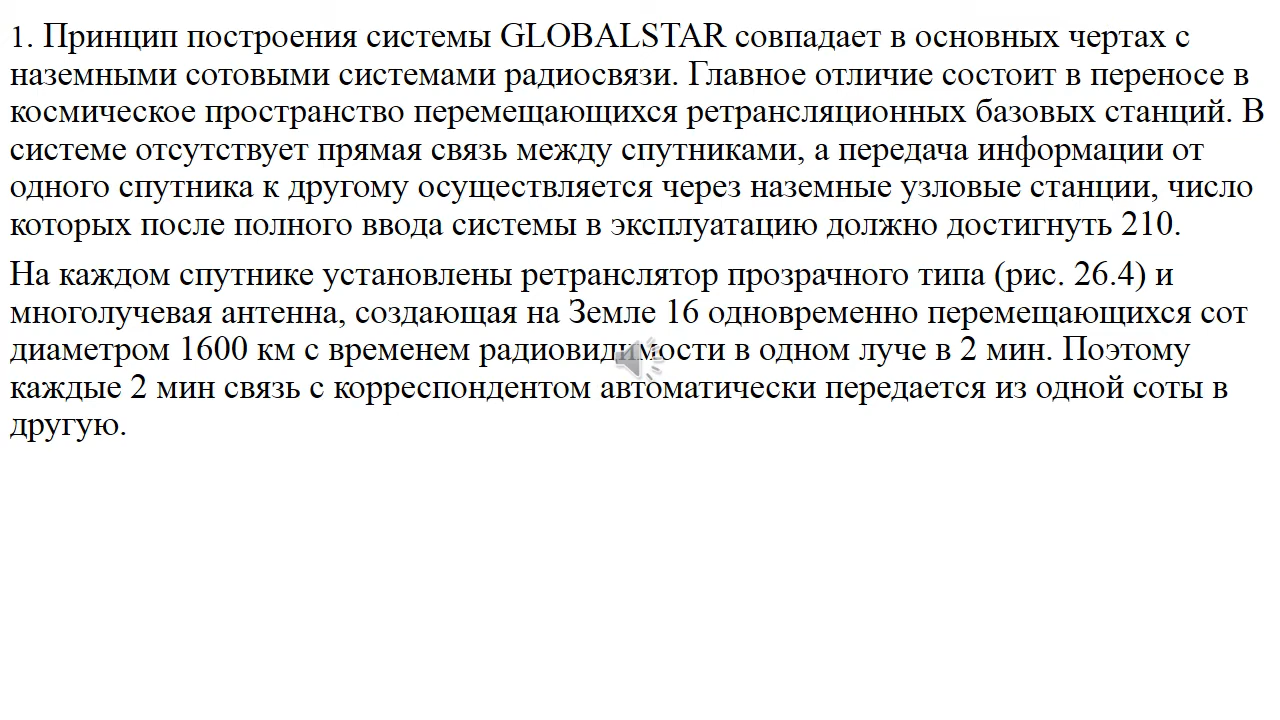 1. Принцип построения системы GLOBALSTAR совпадает в основных чертах с
наземными сотовыми системами радиосвязи. Главное отличие состоит в переносе в
космическое пространство перемещающихся ретрансляционных базовых станций. В
системе отсутствует прямая связь между спутниками, а передача информации от
одного спутника к другому осуществляется через наземные узловые станции, число
которых после полного ввода системы в эксплуатацию должно достигнуть 210.
На каждом спутнике установлены ретранслятор прозрачного типа (рис. 26.4) и
многолучевая антенна, создающая на Земле 16 одновременно перемещающихся сот
диаметром 1600 км с временем радиовидимости в одном луче в 2 мин. Поэтому
каждые 2 мин связь с корреспондентом автоматически передается из одной соты в
другую.